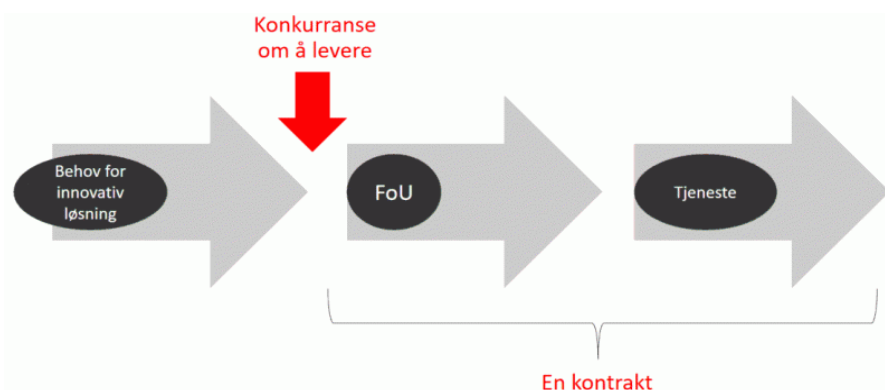 Konkurranse
om å levere
Behov for
innovativ
løsning
FoU
Tjeneste
En kontrakt